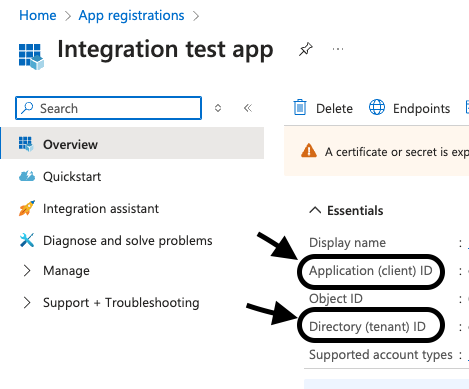 Home > App registrations >
Integration test app
Search
Delete
Endpoints
Overview
Quickstart
Integration assistant
Diagnose and solve problems
Manage
Support + Troubleshooting
A certificate or secret is exp
Essentials
Display name :
Application (client) ID :
Object ID :
Directory (tenant) ID :
Supported account types :